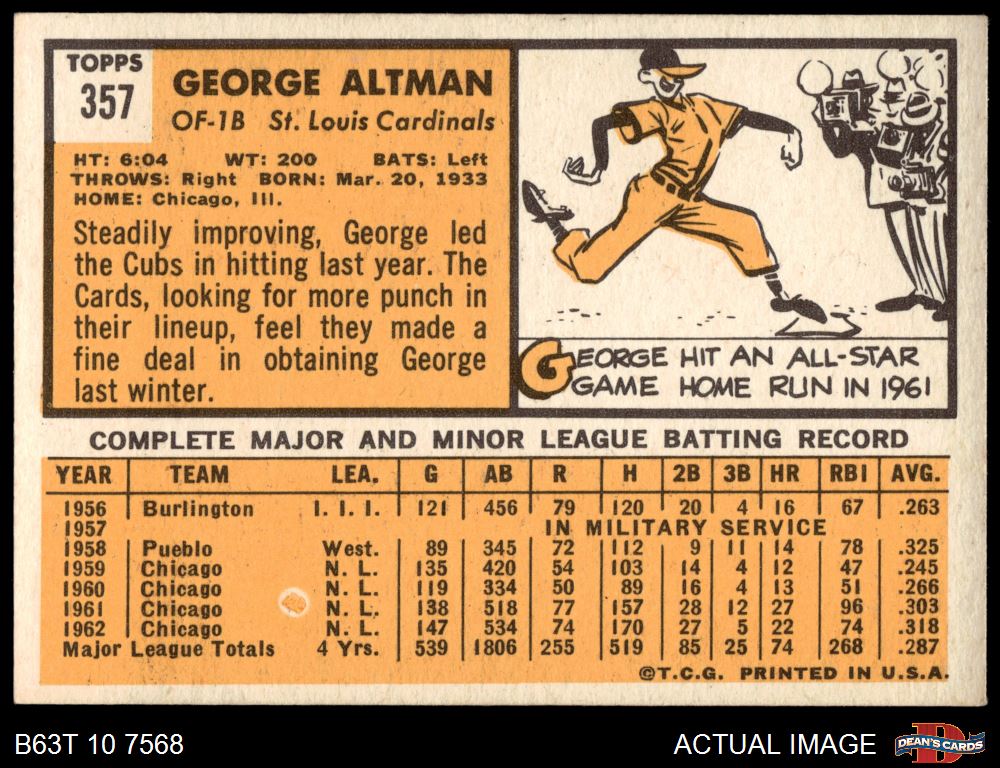 TOPPS
357
GEORGE ALTMAN
OF-1B St. Louis Cardinals
HT: 6:04 WT: 200 BATS: Left
THROWS: Right BORN: Mar. 20, 1933
HOME: Chicago, Ill.
Steadily improving, George led
the Cubs in hitting last year. The
Cards, looking for more punch in
their lineup, feel they made a
fine deal in obtaining George
last winter.
GEORGE HIT AN ALL-STAR
GAME HOME RUN IN 1961
COMPLETE MAJOR AND MINOR LEAGUE BATTING RECORD
YEAR TEAM LEA. G AB R H 2B 3B HR RBI AVG.
1956 Burlington I. I. I. 121 456 79 120 20 4 16 67 .263
1957 IN MILITARY SERVICE
1958 Pueblo West. 89 345 72 112 9 11 14 78 .325
1959 Chicago N. L. 135 420 54 103 14 4 12 47 .245
1960 Chicago N. L. 119 334 50 89 16 4 13 51 .266
1961 Chicago N. L. 138 518 77 157 28 12 27 96 .303
1962 Chicago N. L. 147 534 74 170 27 5 22 74 .318
Major League Totals 4 Yrs. 539 1806 255 519 85 25 74 268 .287
©T.C.G. PRINTED IN U.S.A.
B63T 10 7568
ACTUAL IMAGE
D
DEAN'S CARDS